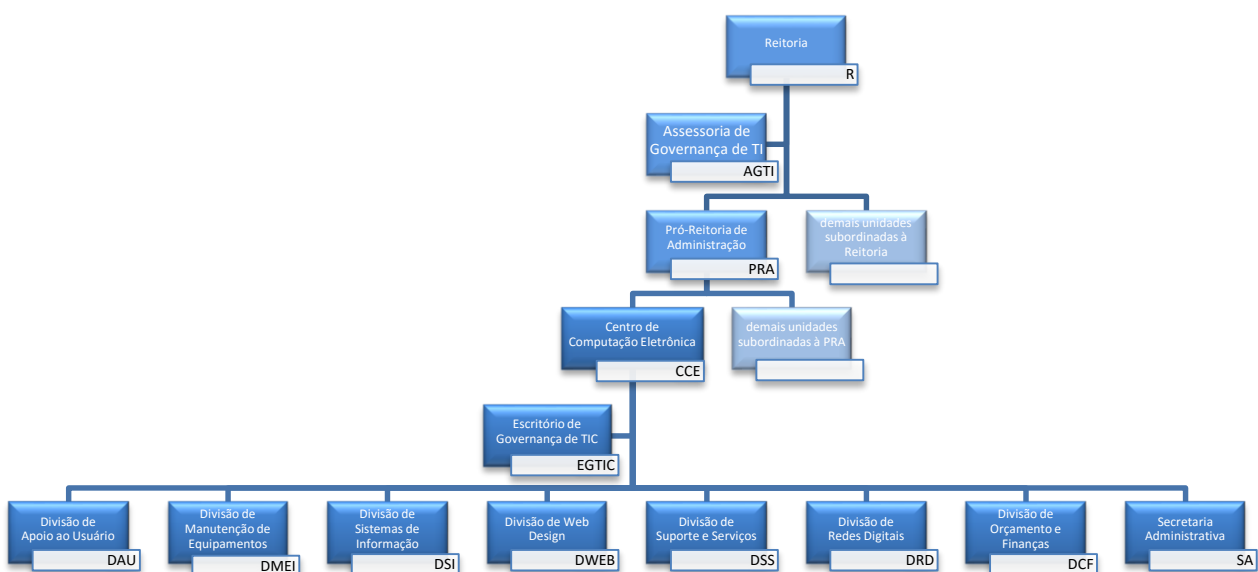 Reitoria
R
Assessoria de
Governança de TI
AGTI
Pró-Reitoria de
Administração
PRA
demais unidades
subordinadas à
Reitoria
Centro de
Computação Eletrônica
CCE
demais unidades
subordinadas à PRA
Escritório de
Governança de TIC
EGTIC
Divisão de
Apoio ao Usuário
DAU
Divisão de
Manutenção de
Equipamentos
DMEI
Divisão de
Sistemas de
Informação
DSI
Divisão de Web
Design
DWEB
Divisão de
Suporte e Serviços
DSS
Divisão de
Redes Digitais
DRD
Divisão de
Orçamento e
Finanças
DCF
Secretaria
Administrativa
SA